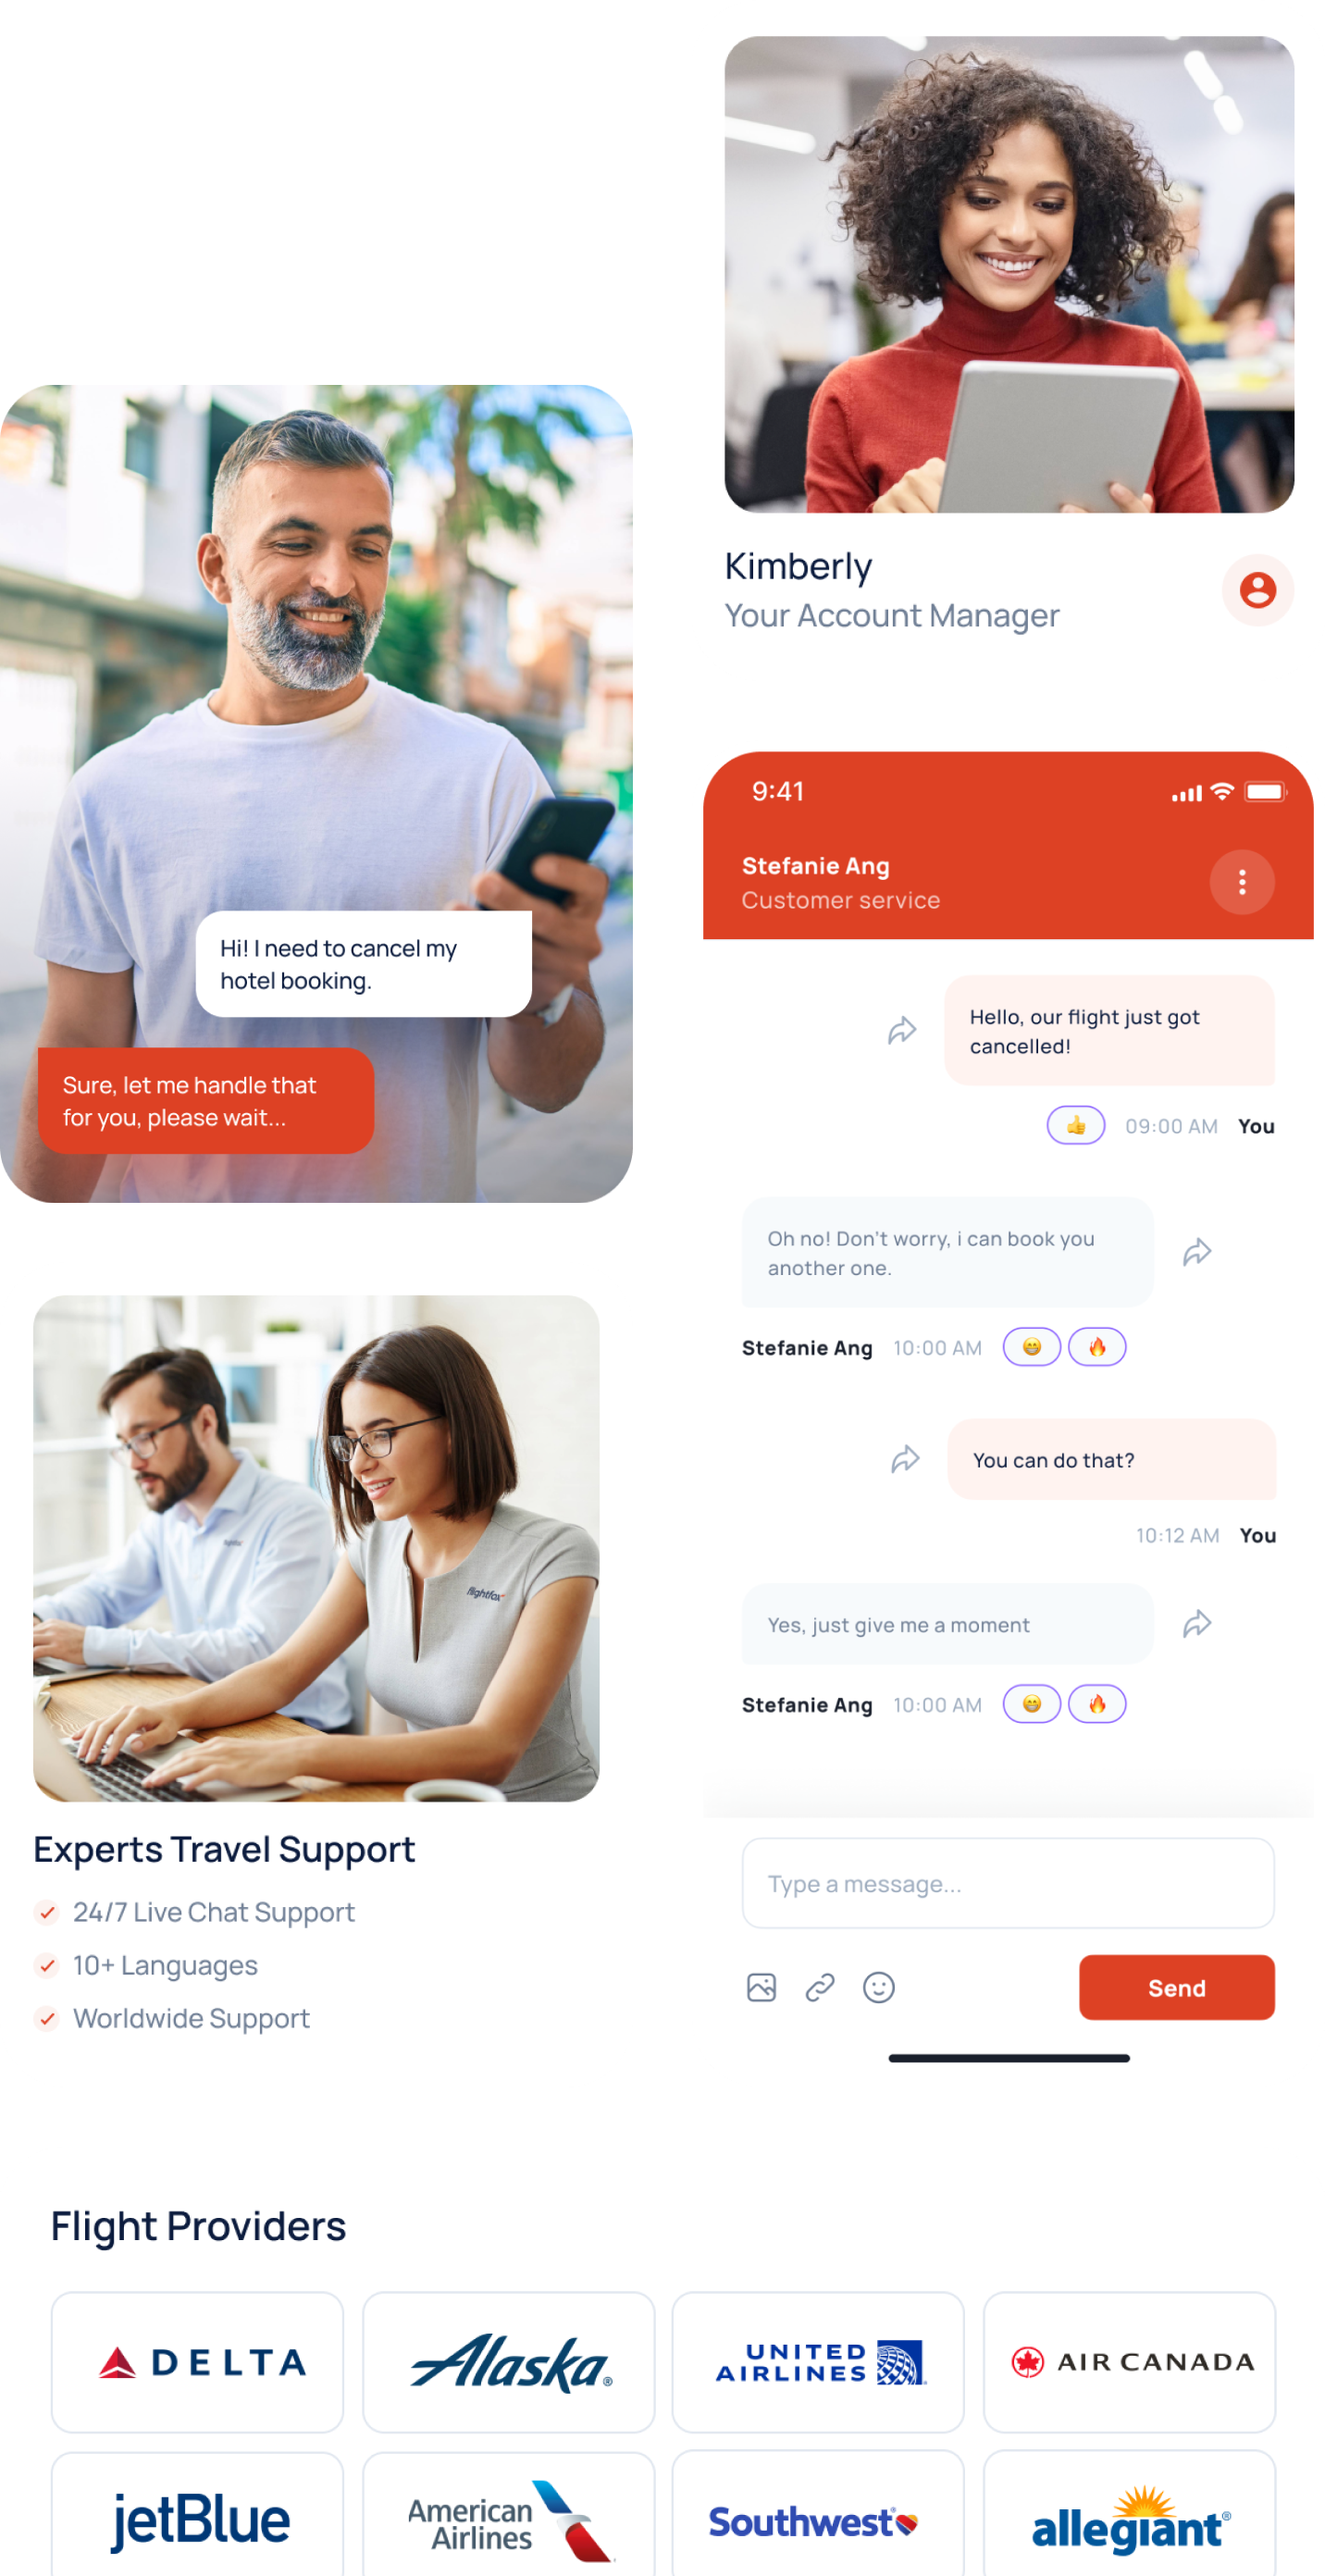 Kimberly
Your Account Manager
Hi! I need to cancel my
hotel booking.
Sure, let me handle that
for you, please wait...
flightfox
Experts Travel Support
24/7 Live Chat Support
10+ Languages
Worldwide Support
9:41
Stefanie Ang
Customer service
Hello, our flight just got
cancelled!
09:00 AM You
Oh no! Don't worry, i can book you
another one.
Stefanie Ang 10:00 AM
You can do that?
10:12 AM You
Yes, just give me a moment
Stefanie Ang 10:00 AM
Type a message...
Send
Flight Providers
DELTA
Alaska®
UNITED
AIRLINES
AIR CANADA
jetBlue
American
Airlines
Southwest®
allegiant®